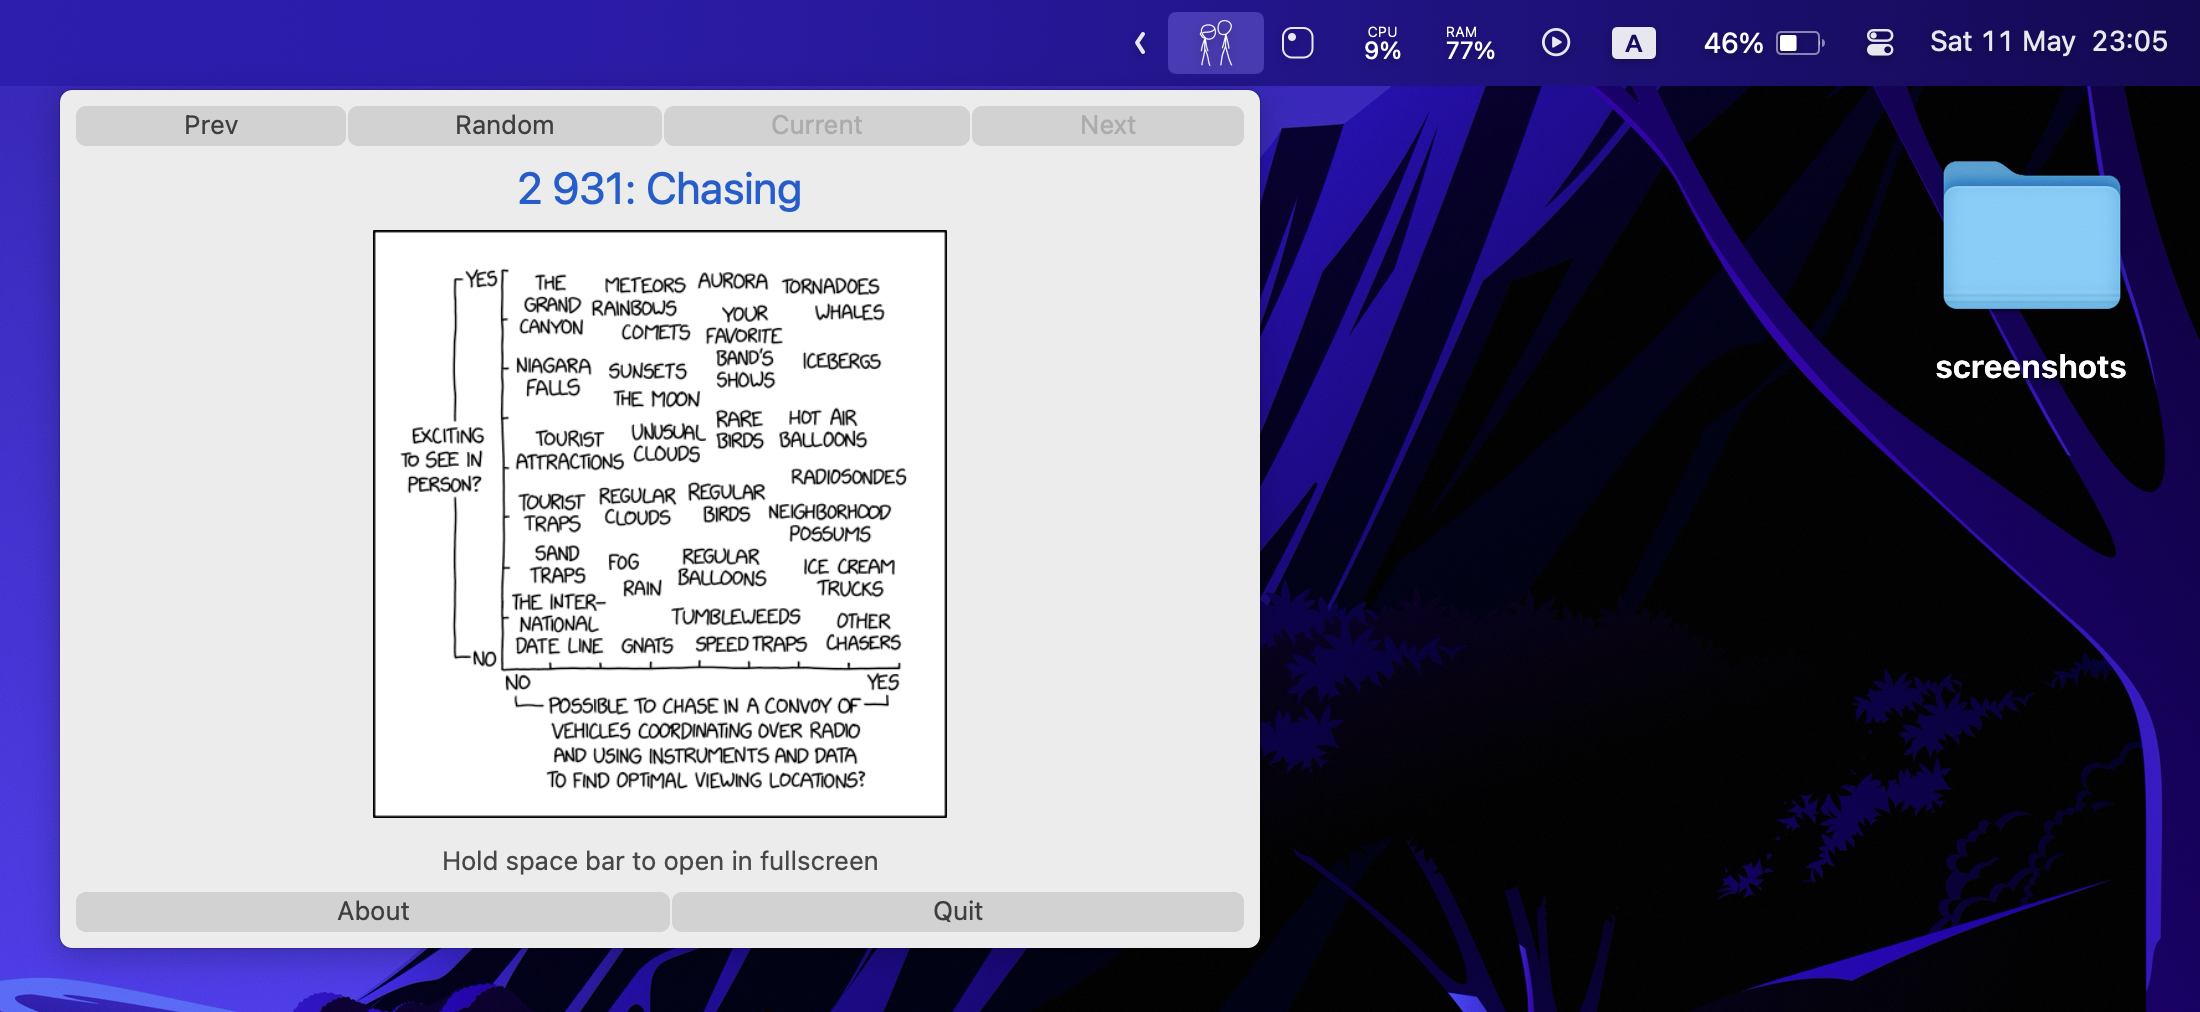 CPU
9%
RAM
77%
A
46%
Sat 11 May 23:05
Prev
Random
Current
Next
2 931: Chasing
YES
THE
GRAND
CANYON
METEORS
RAINBOWS
COMETS
AURORA
TORNADOES
YOUR
FAVORITE
BAND'S
SHOWS
WHALES
NIAGARA
FALLS
SUNSETS
THE MOON
ICEBERGS
EXCITING
TO SEE IN
PERSON?
TOURIST
ATTRACTIONS
UNUSUAL
CLOUDS
RARE
BIRDS
HOT AIR
BALLOONS
RADIOSONDES
TOURIST
TRAPS
REGULAR
CLOUDS
REGULAR
BIRDS
NEIGHBORHOOD
POSSUMS
SAND
TRAPS
FOG
RAIN
REGULAR
BALLOONS
ICE CREAM
TRUCKS
THE INTER-
NATIONAL
DATE LINE
GNATS
TUMBLEWEEDS
SPEED TRAPS
OTHER
CHASERS
NO
NO
YES
POSSIBLE TO CHASE IN A CONVOY OF
VEHICLES COORDINATING OVER RADIO
AND USING INSTRUMENTS AND DATA
TO FIND OPTIMAL VIEWING LOCATIONS?
Hold space bar to open in fullscreen
About
Quit
screenshots